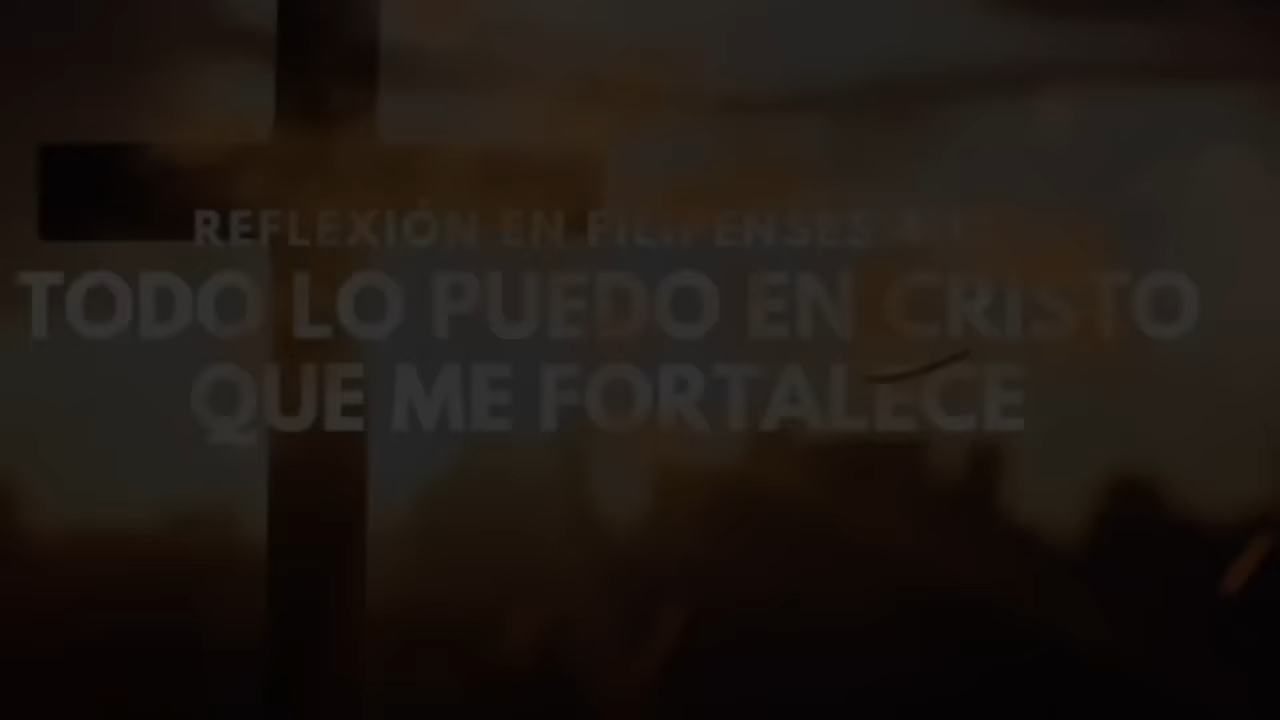 REFLEXIÓN EN FILIPENSES
TODO LO PUEDO EN CRISTO
QUE ME FORTALECE